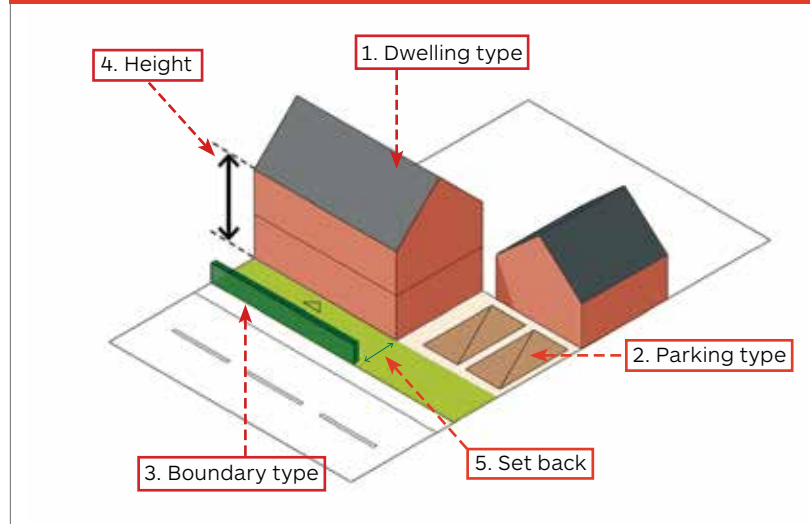 1. Dwelling type
4. Height
2. Parking type
3. Boundary type
5. Set back